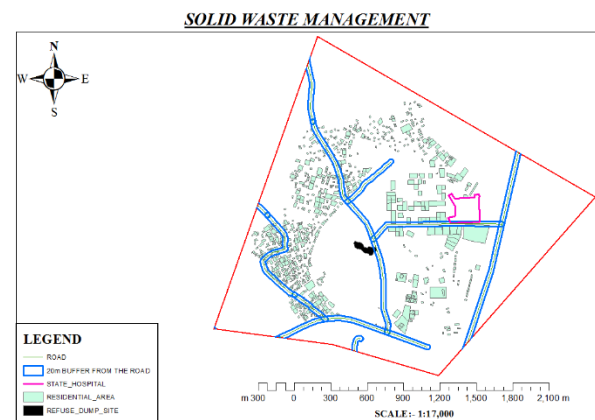 SOLID WASTE MANAGEMENT
N
W E
S
LEGEND
ROAD
20m BUFFER FROM THE ROAD
STATE_HOSPITAL
RESIDENTIAL_AREA
REFUSE_DUMP_SITE
m 300 0 300 600 900 1,200 1,500 1,800 2,100 m
SCALE:- 1:17,000